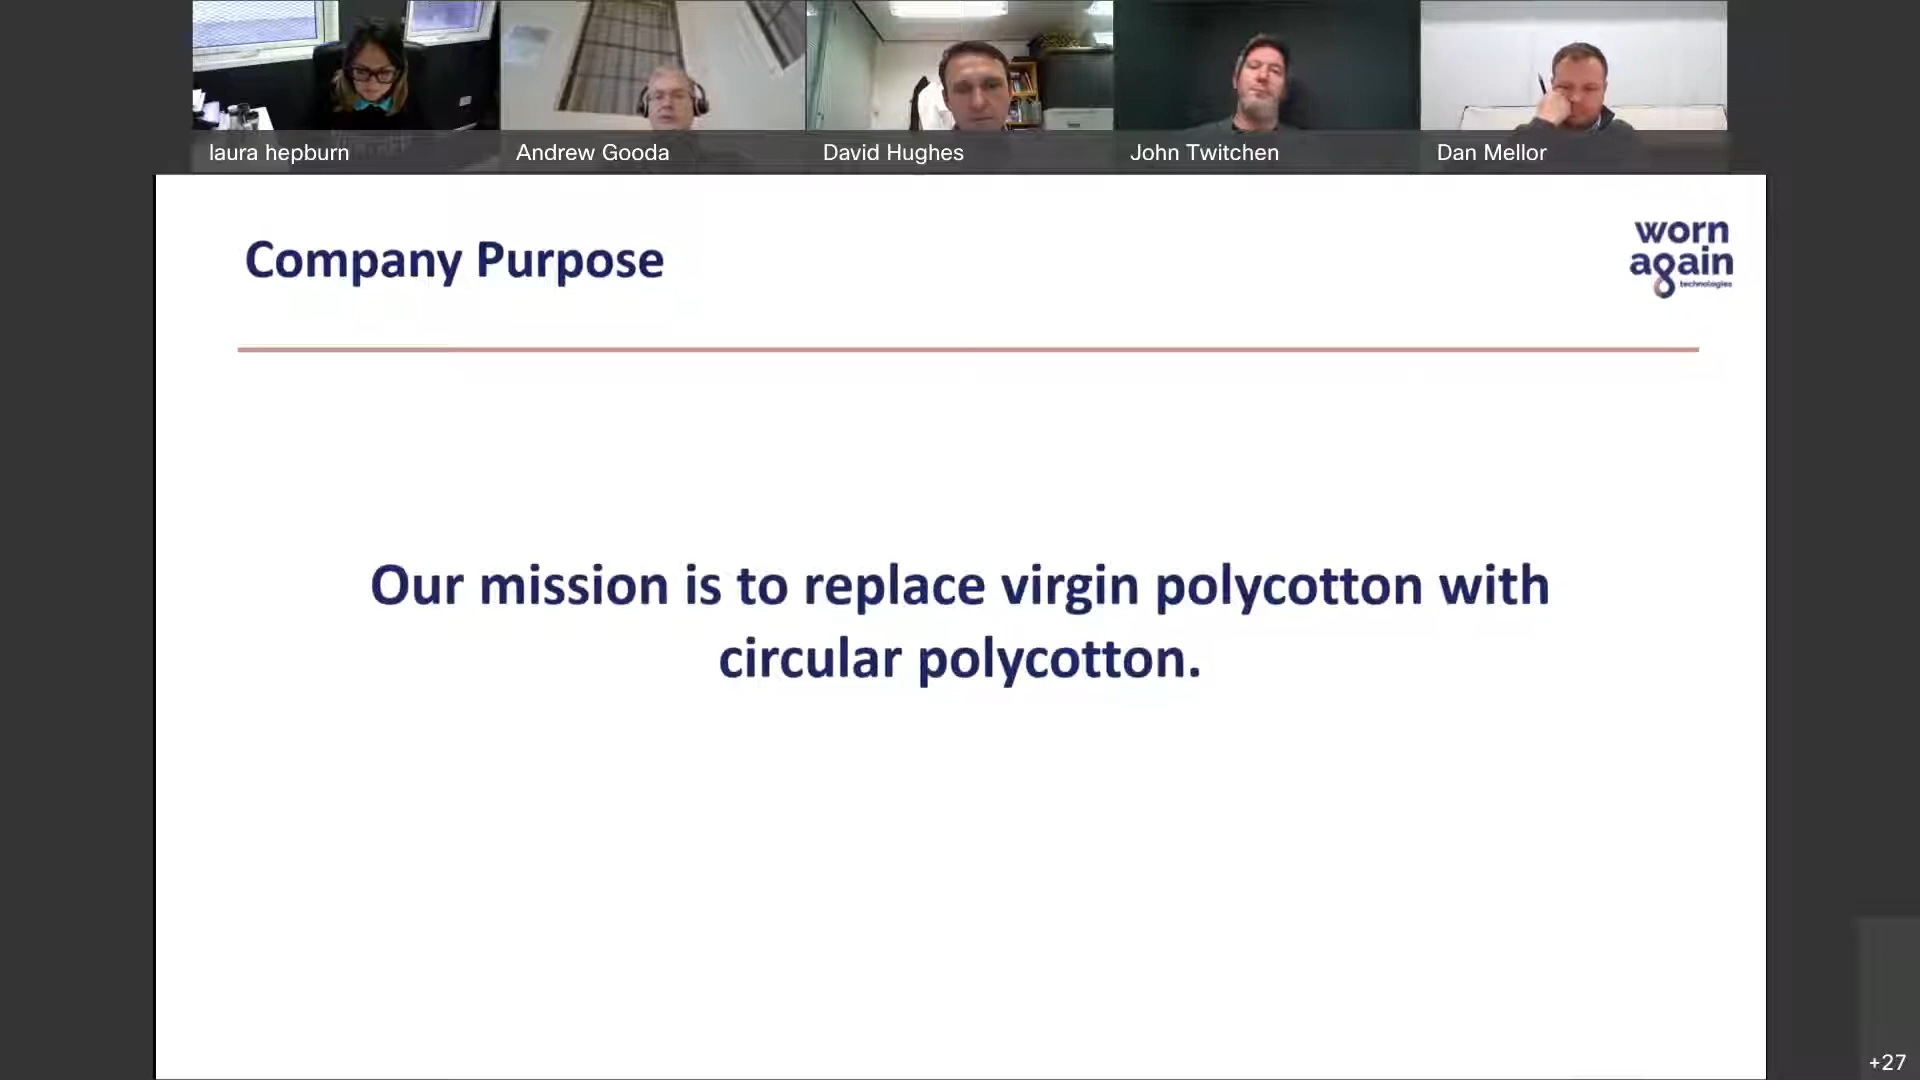 laura hepburn
Andrew Gooda
David Hughes
John Twitchen
Dan Mellor
Company Purpose
worn
again
technologies
Our mission is to replace virgin polycotton with
circular polycotton.
+27